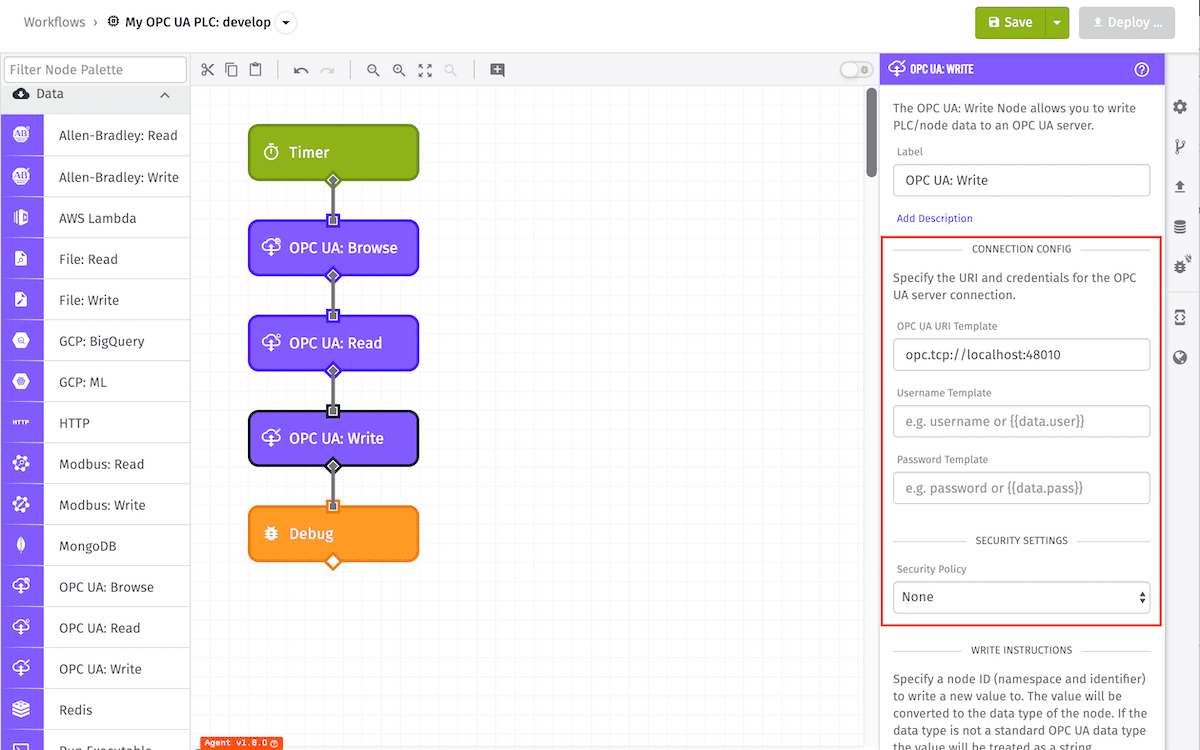 Workflows › My OPC UA PLC: develop
Save
Deploy ...
Filter Node Palette
Data
Allen-Bradley: Read
Allen-Bradley: Write
AWS Lambda
File: Read
File: Write
GCP: BigQuery
GCP: ML
HTTP
HTTP
Modbus: Read
Modbus: Write
MongoDB
OPC UA: Browse
OPC UA: Read
OPC UA: Write
Redis
Run Executable
Timer
OPC UA: Browse
OPC UA: Read
OPC UA: Write
Debug
Agent v1.6.0
OPC UA: WRITE
The OPC UA: Write Node allows you to write
PLC/node data to an OPC UA server.
Label
OPC UA: Write
Add Description
CONNECTION CONFIG
Specify the URI and credentials for the OPC
UA server connection.
OPC UA URI Template
opc.tcp://localhost:48010
Username Template
e.g. username or {{data.user}}
Password Template
e.g. password or {{data.pass}}
SECURITY SETTINGS
Security Policy
None
WRITE INSTRUCTIONS
Specify a node ID (namespace and identifier)
to write a new value to. The value will be
converted to the data type of the node. If the
data type is not a standard OPC UA data type
the value will be treated as a string